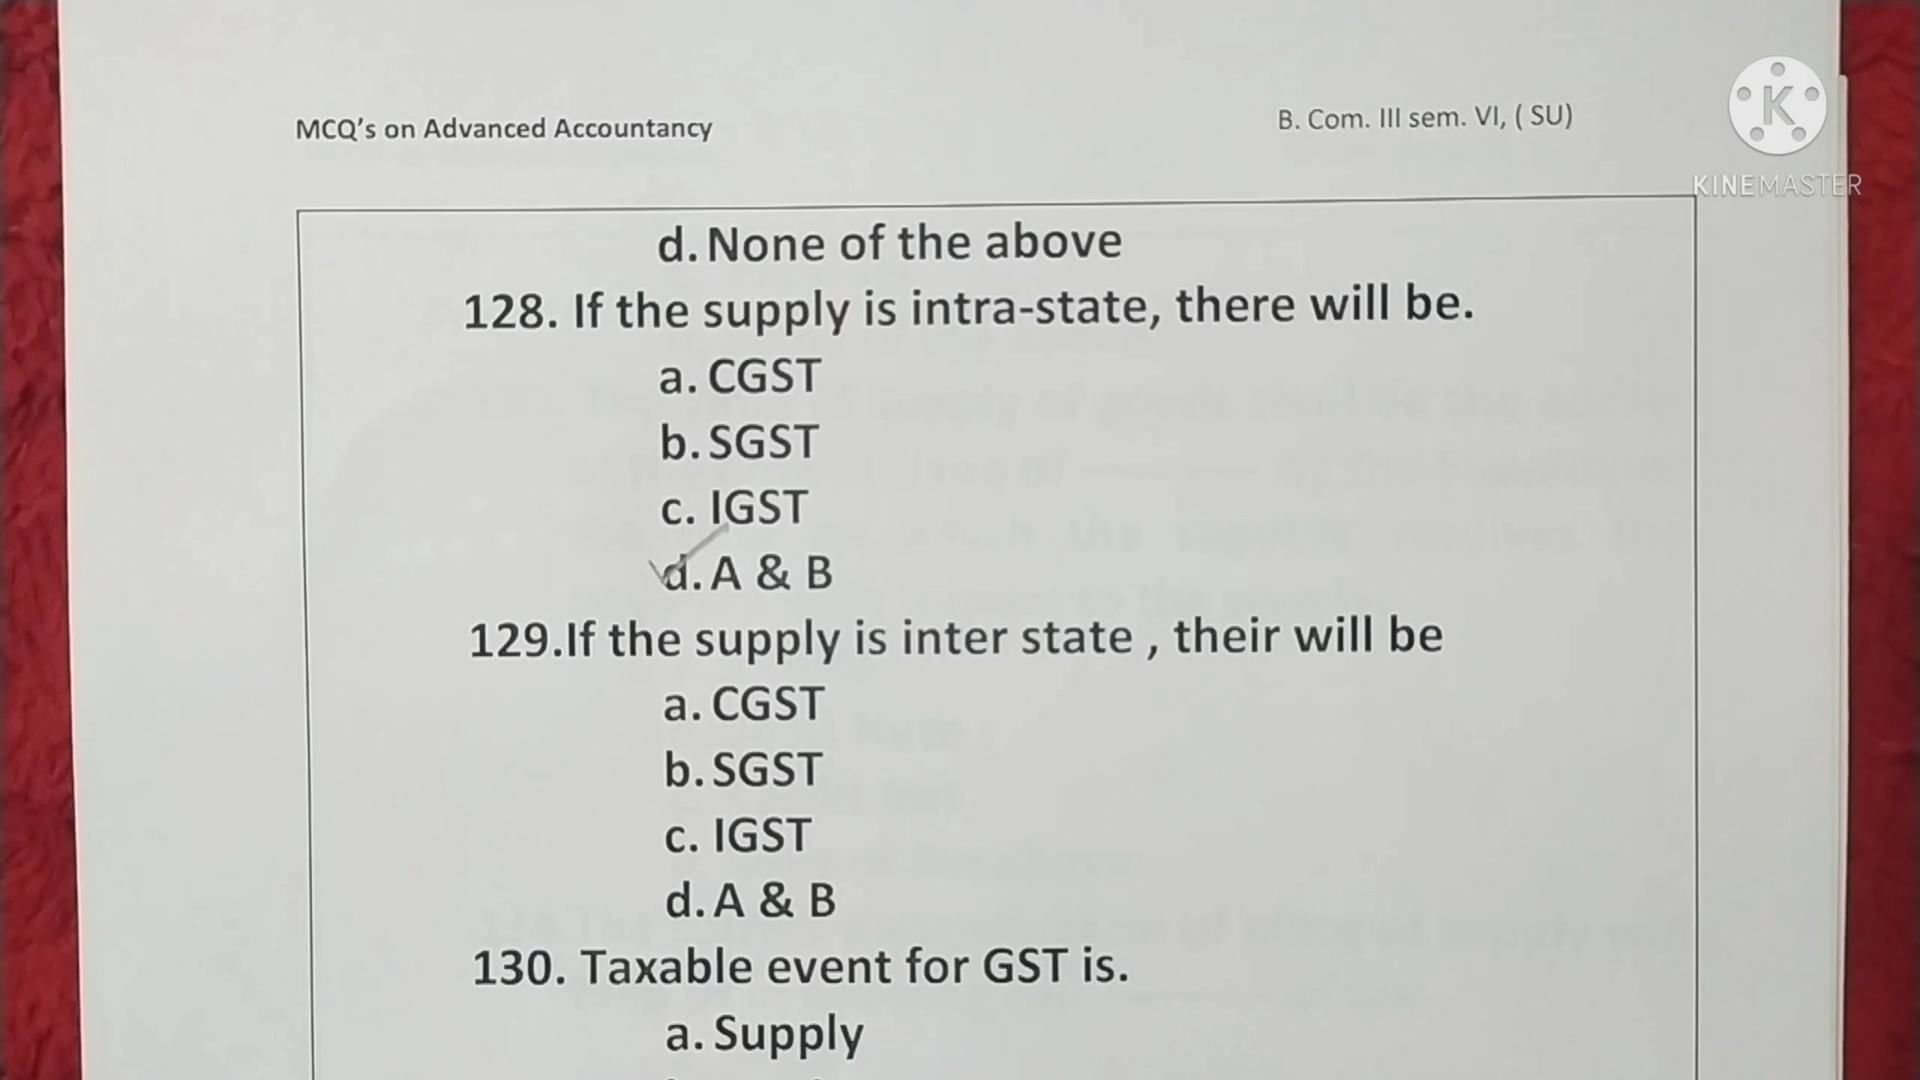 MCQ's on Advanced Accountancy
B. Com. III sem. VI, ( SU)
K
KINEMASTER
d. None of the above
128. If the supply is intra-state, there will be.
a. CGST
b. SGST
c. IGST
d. A & B
129.If the supply is inter state , their will be
a. CGST
b. SGST
c. IGST
d. A & B
130. Taxable event for GST is.
a. Supply